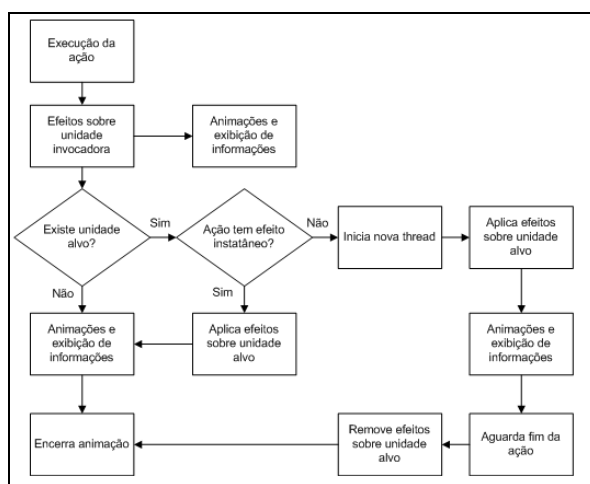 Execução da
ação
Efeitos sobre
unidade
invocadora
Animações e
exibição de
informações
Existe unidade
alvo?
Sim
Ação tem efeito
instatâneo?
Não
Inicia nova thread
Aplica efeitos
sobre unidade
alvo
Não
Sim
Animações e
exibição de
informações
Aplica efeitos
sobre unidade
alvo
Animações e
exibição de
informações
Encerra animação
Remove efeitos
sobre unidade
alvo
Aguarda fim da
ação